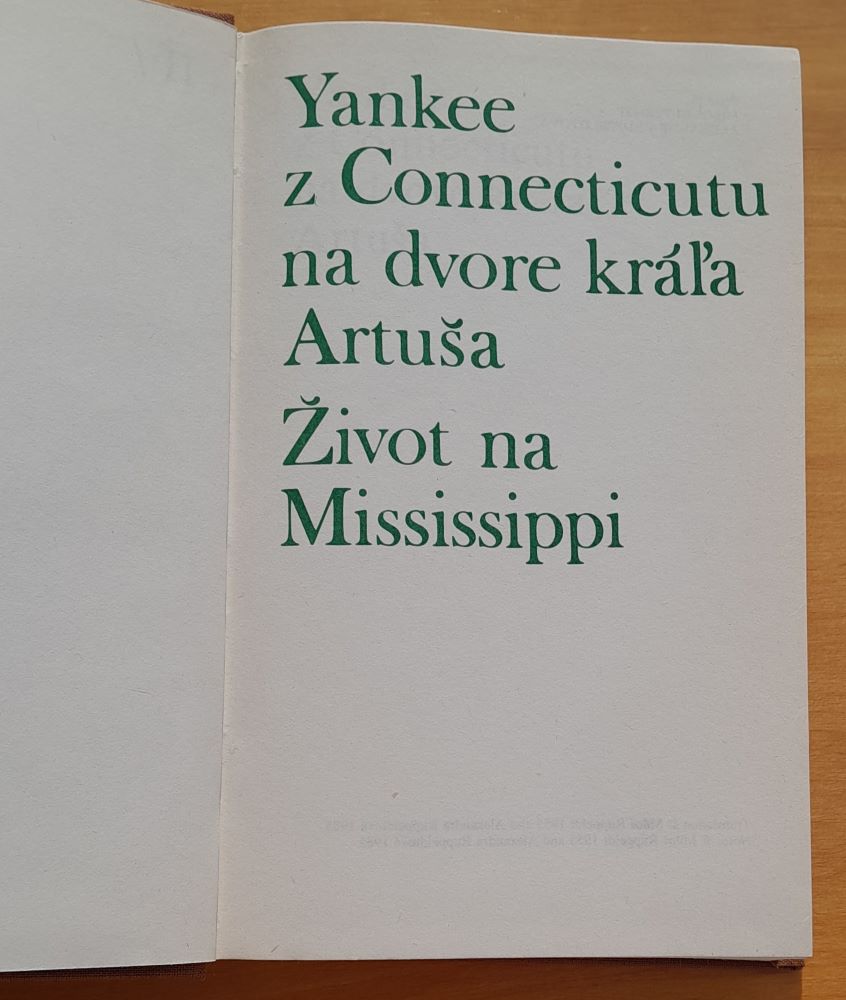 Yankee
z Connecticutu
na dvore kráľa
Artuša
Život na
Mississippi